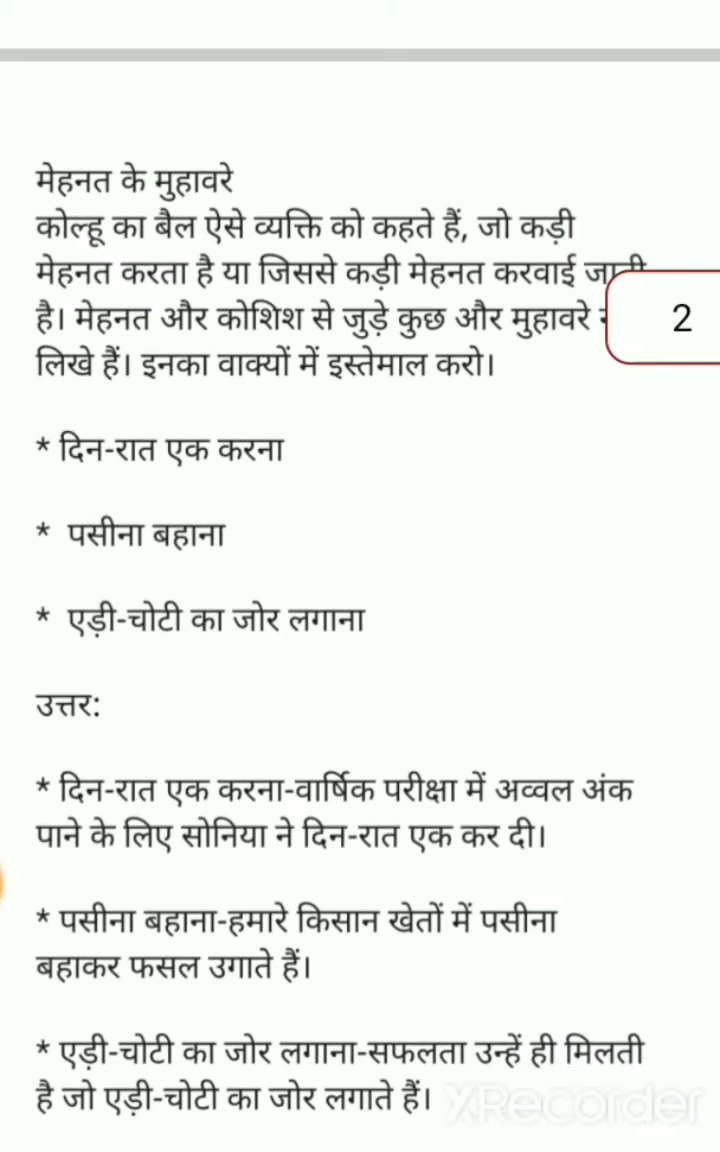 मेहनत के मुहावरे
कोल्हू का बैल ऐसे व्यक्ति को कहते हैं, जो कड़ी
मेहनत करता है या जिससे कड़ी मेहनत करवाई जाती
है। मेहनत और कोशिश से जुड़े कुछ और मुहावरे
2
लिखे हैं। इनका वाक्यों में इस्तेमाल करो।
* दिन-रात एक करना
* पसीना बहाना
* एड़ी-चोटी का जोर लगाना
उत्तर:
* दिन-रात एक करना-वार्षिक परीक्षा में अव्वल अंक
पाने के लिए सोनिया ने दिन-रात एक कर दी।
* पसीना बहाना-हमारे किसान खेतों में पसीना
बहाकर फसल उगाते हैं।
* एड़ी-चोटी का जोर लगाना-सफलता उन्हें ही मिलती
है जो एड़ी-चोटी का जोर लगाते हैं।
XRecorder